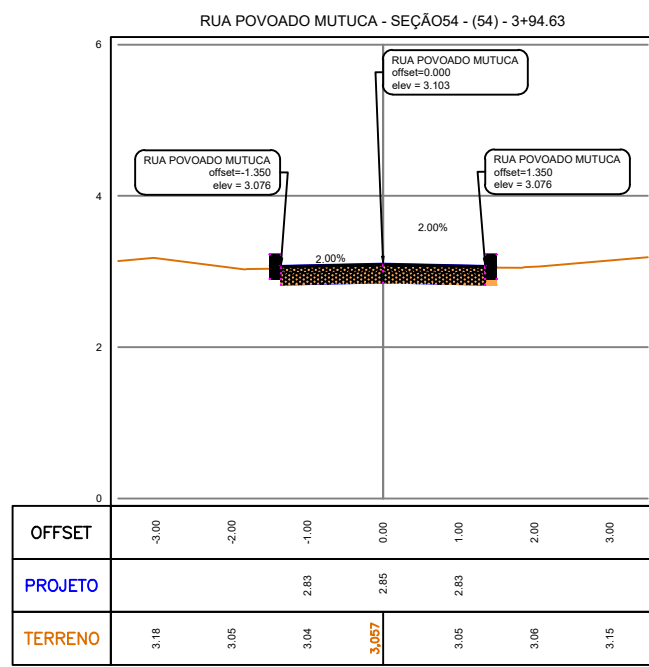 RUA POVOADO MUTUCA - SEÇÃO54 - (54) - 3+94.63
6
RUA POVOADO MUTUCA
offset=0.000
elev = 3.103
RUA POVOADO MUTUCA
offset=-1.350
elev = 3.076
RUA POVOADO MUTUCA
offset=1.350
elev = 3.076
4
2.00%
2.00%
2
0
OFFSET -3.00 -2.00 -1.00 0.00 1.00 2.00 3.00
PROJETO 2.83 2.85 2.83
TERRENO 3.18 3.05 3.04 3,057 3.05 3.06 3.15